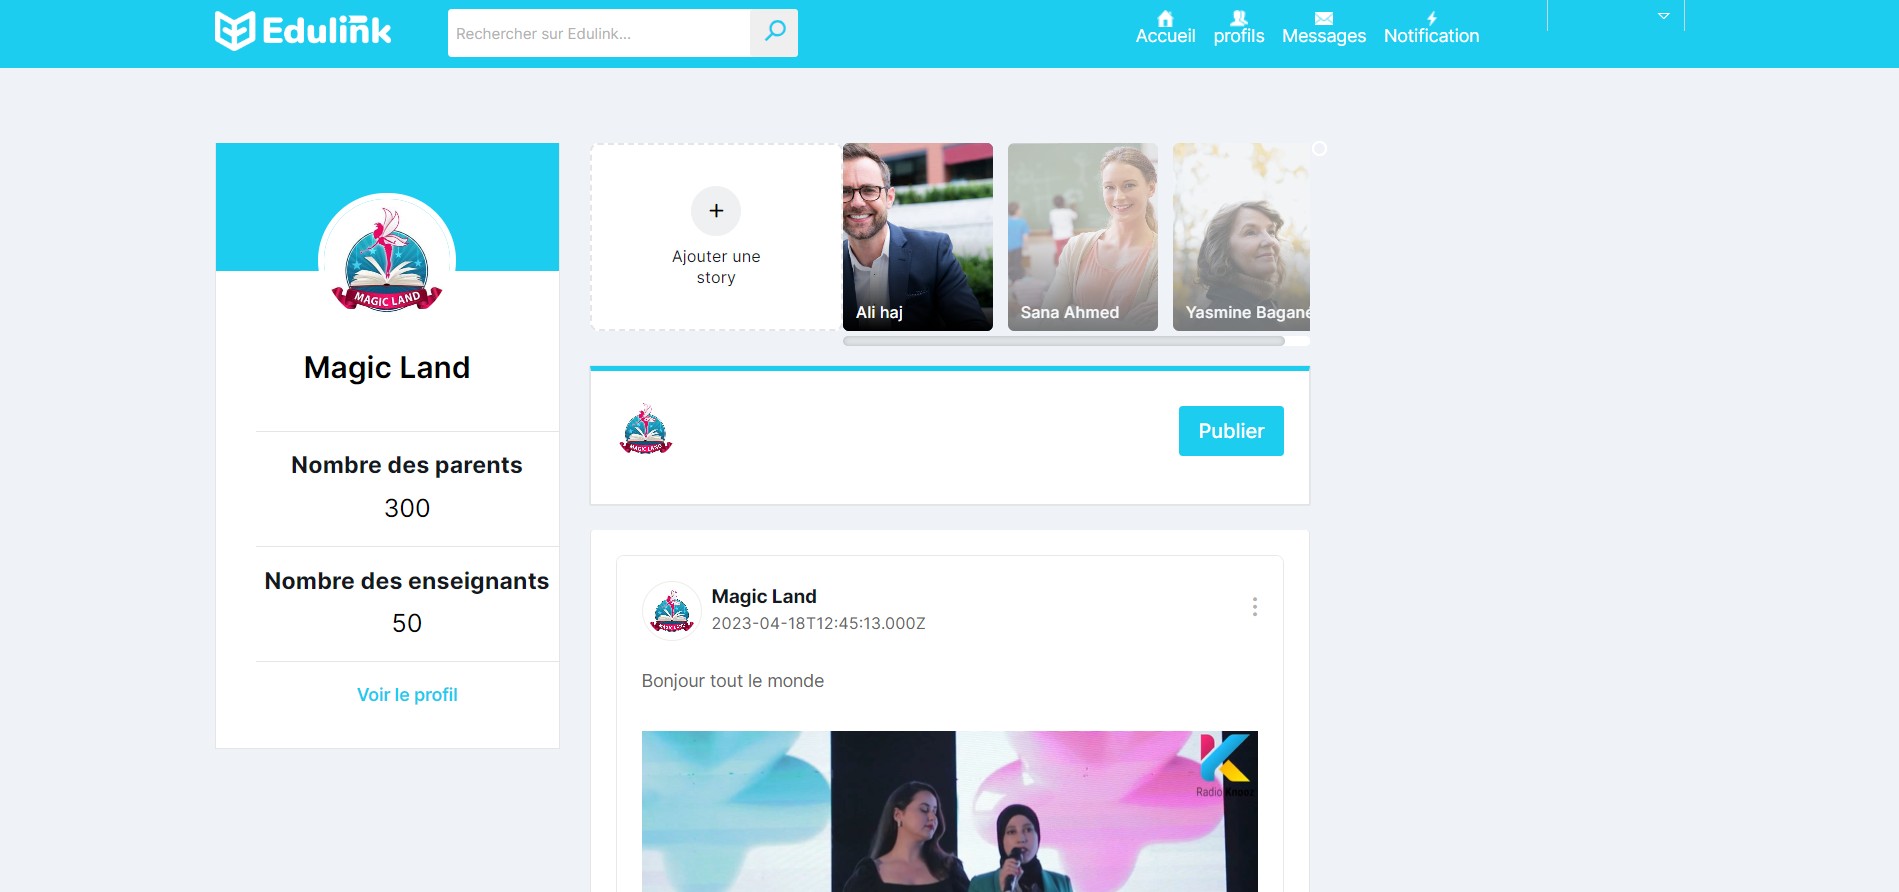 Edulink
Rechercher sur Edulink...
Accueil
profils
Messages
Notification
MAGIC LAND
Magic Land
Nombre des parents
300
Nombre des enseignants
50
Voir le profil
+
Ajouter une
story
Ali haj
Sana Ahmed
Yasmine Bagane
MAGIC LAND
Publier
MAGIC LAND
Magic Land
2023-04-18T12:45:13.000Z
Bonjour tout le monde
Radio Knooz